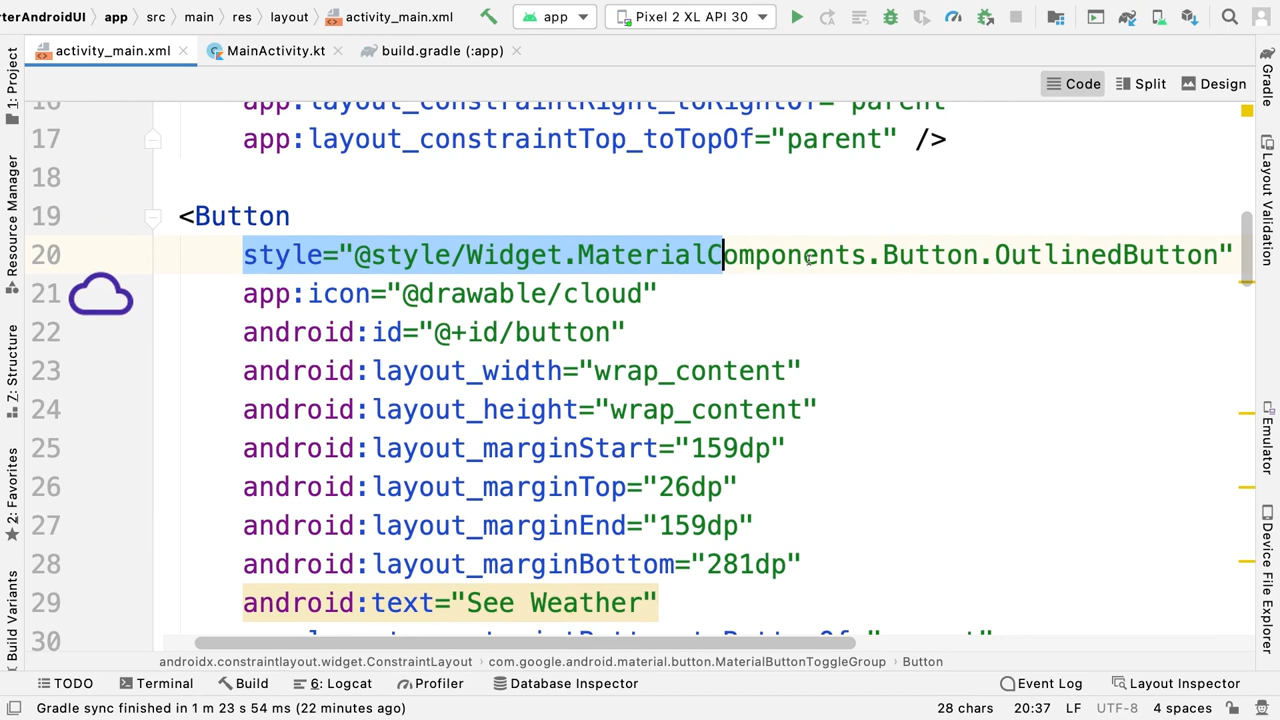 rterAndroidUI app src main res layout activity_main.xml app Pixel 2 XL API 30
activity_main.xml MainActivity.kt build.gradle (:app)
Code Split Design
1: Project
Resource Manager
Z: Structure
2: Favorites
Build Variants
Gradle
Layout Validation
Emulator
Device File Explorer
16 app:layout_constraintRight_toRightOf="parent"
17 app:layout_constraintTop_toTopOf="parent" />
18
19 <Button
20 style="@style/Widget.MaterialComponents.Button.OutlinedButton"
21 app:icon="@drawable/cloud"
22 android:id="@+id/button"
23 android:layout_width="wrap_content"
24 android:layout_height="wrap_content"
25 android:layout_marginStart="159dp"
26 android:layout_marginTop="26dp"
27 android:layout_marginEnd="159dp"
28 android:layout_marginBottom="281dp"
29 android:text="See Weather"
30
androidx.constraintlayout.widget.ConstraintLayout com.google.android.material.button.MaterialButtonToggleGroup Button
TODO Terminal Build 6: Logcat Profiler Database Inspector Event Log Layout Inspector
Gradle sync finished in 1 m 23 s 54 ms (22 minutes ago) 28 chars 20:37 LF UTF-8 4 spaces